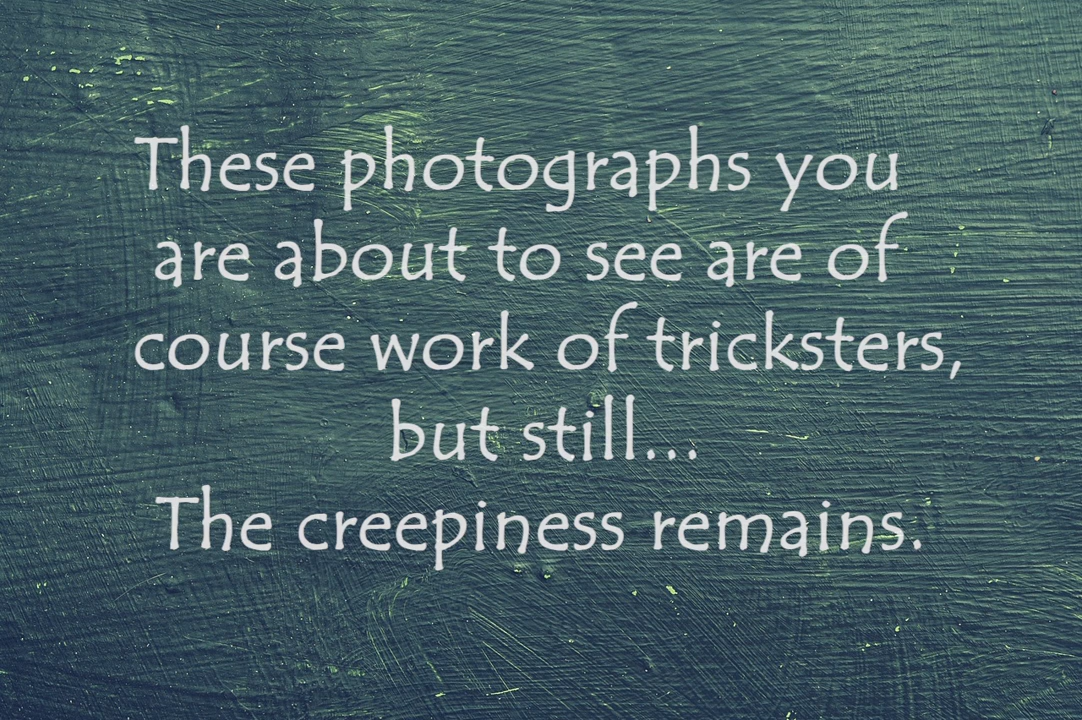 These photographs you
are about to see are of
course work of tricksters,
but still...
The creepiness remains.